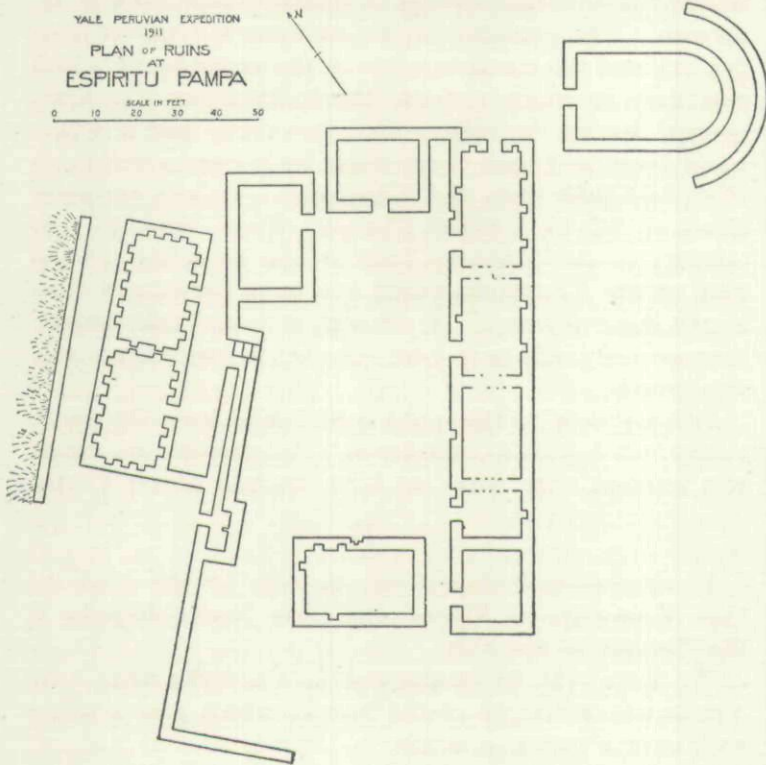 YALE PERUVIAN EXPEDITION
1911
PLAN OF RUINS
AT
ESPIRITU PAMPA
SCALE IN FEET
0 10 20 30 40 50
N